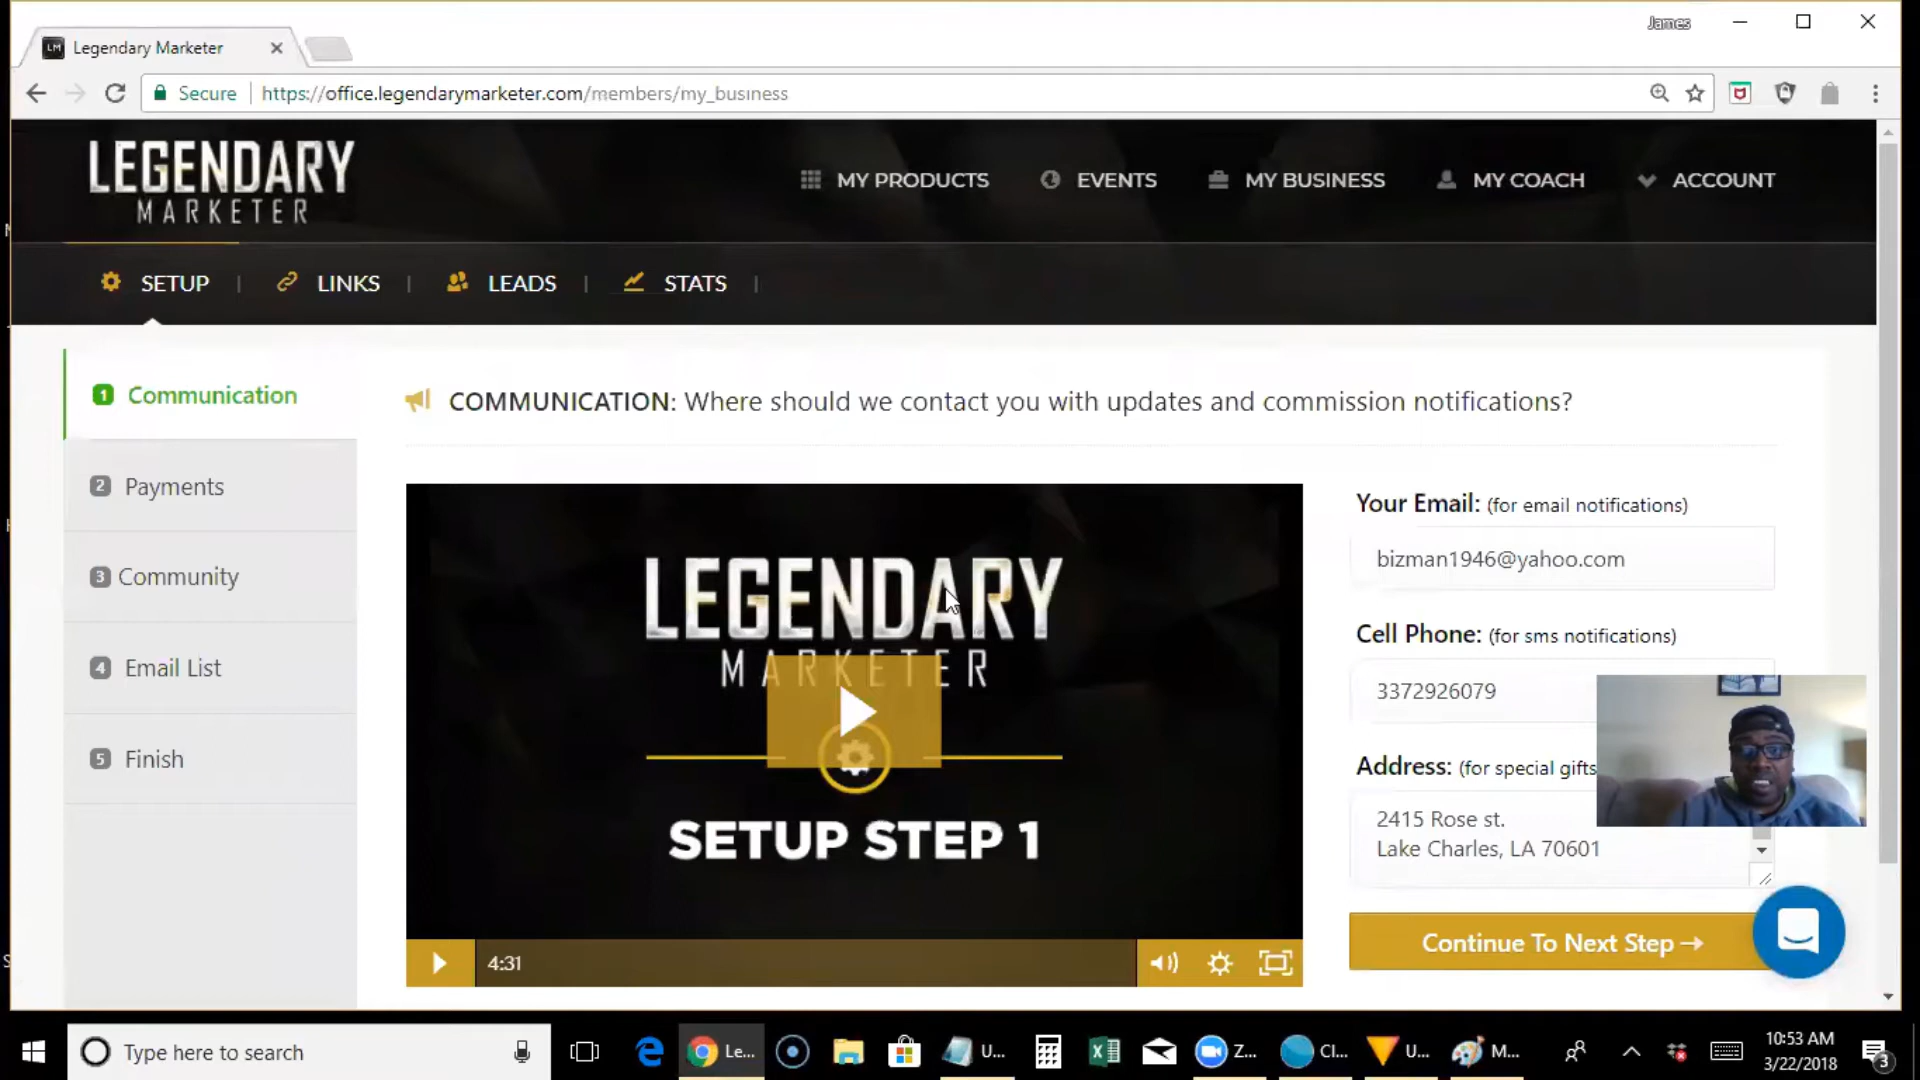 James
LM Legendary Marketer
Secure https://office.legendarymarketer.com/members/my_business
LEGENDARY
MARKETER
MY PRODUCTS EVENTS MY BUSINESS MY COACH ACCOUNT
SETUP | LINKS | LEADS | STATS |
1 Communication
2 Payments
3 Community
4 Email List
5 Finish
COMMUNICATION: Where should we contact you with updates and commission notifications?
LEGENDARY
MARKETER
SETUP STEP 1
4:31
Your Email: (for email notifications)
bizman1946@yahoo.com
Cell Phone: (for sms notifications)
3372926079
Address: (for special gifts
2415 Rose st.
Lake Charles, LA 70601
Continue To Next Step →
Type here to search
Le... U... Z... Cl... U... M...
10:53 AM
3/22/2018
3